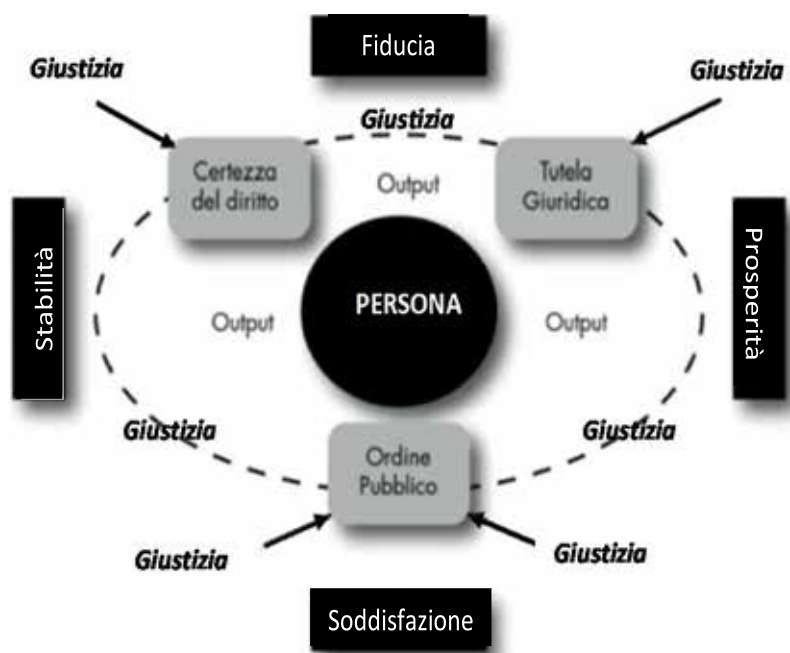 Fiducia
Giustizia
Giustizia
Giustizia
Certezza
del diritto
Output
Tutela
Giuridica
Stabilità
Prosperità
PERSONA
Output
Output
Giustizia
Giustizia
Ordine
Pubblico
Giustizia
Giustizia
Soddisfazione